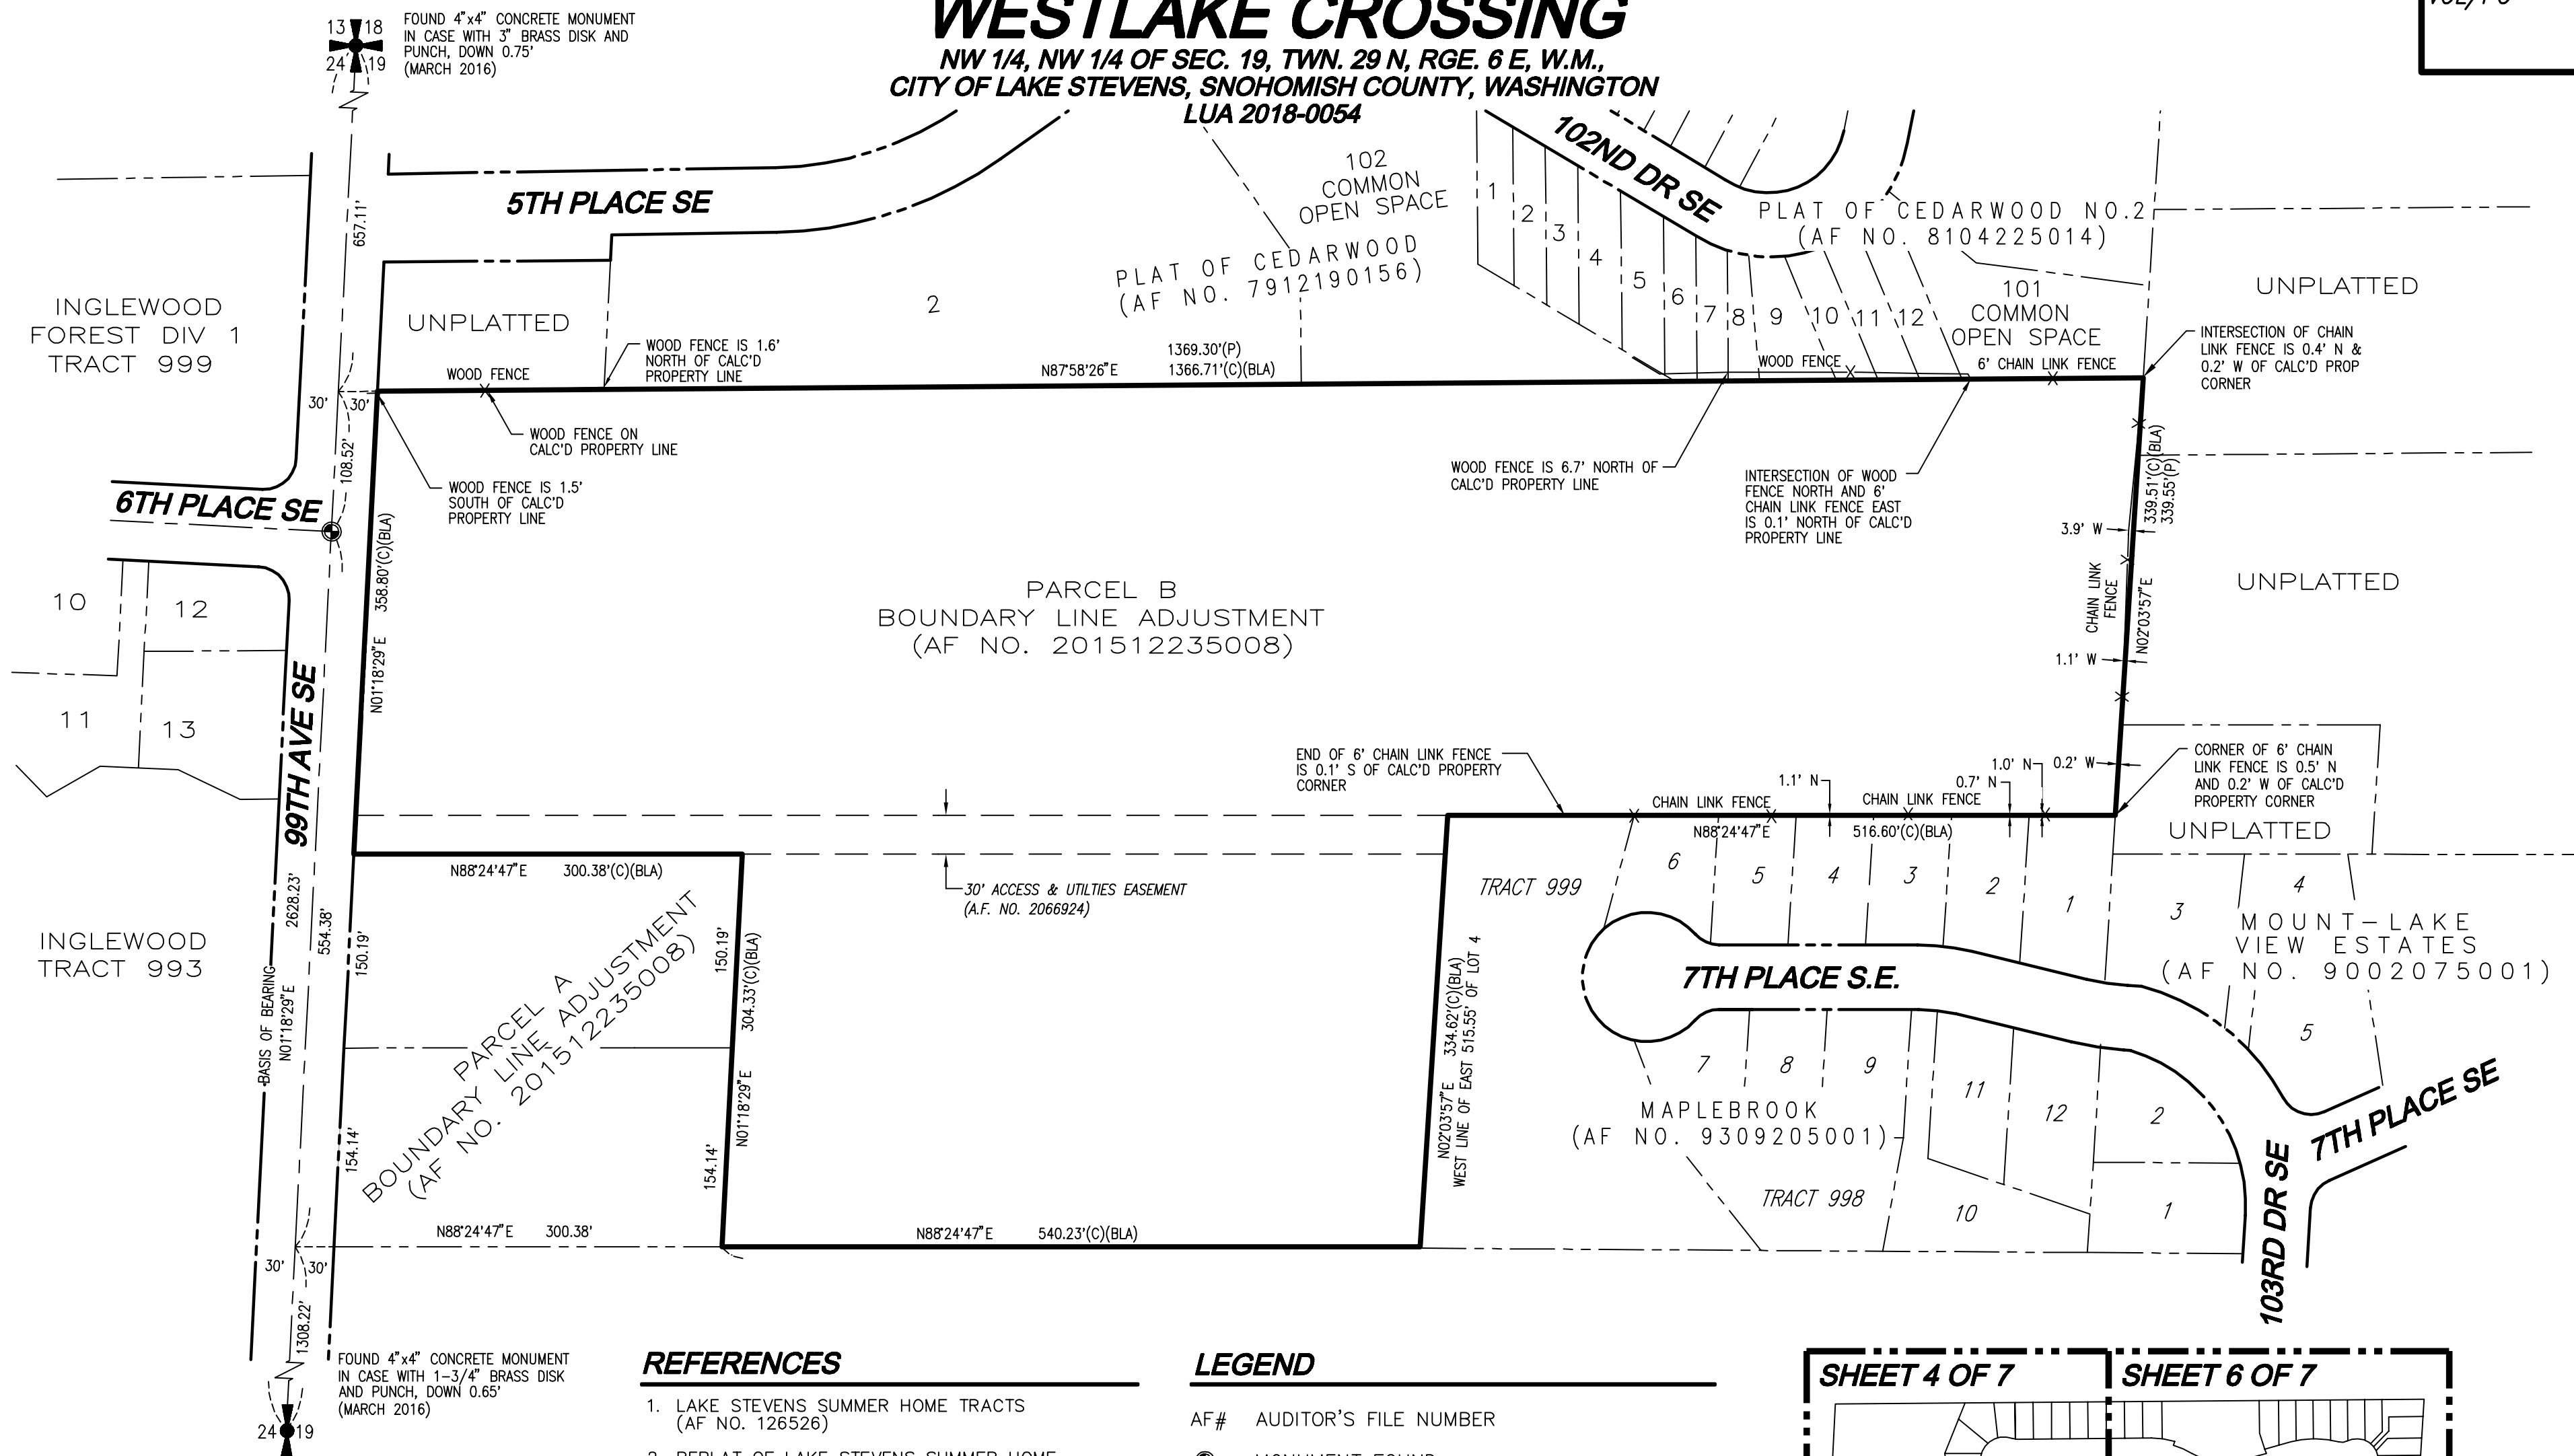 WESTLAKE CROSSING
NW 1/4, NW 1/4 OF SEC. 19, TWN. 29 N, RGE. 6 E, W.M.,
CITY OF LAKE STEVENS, SNOHOMISH COUNTY, WASHINGTON
LUA 2018-0054
13 18
24 19
FOUND 4"x4" CONCRETE MONUMENT
IN CASE WITH 3" BRASS DISK AND
PUNCH, DOWN 0.75'
(MARCH 2016)
657.11'
5TH PLACE SE
102
COMMON
OPEN SPACE
PLAT OF CEDARWOOD
(AF NO. 7912190156)
102ND DR SE
PLAT OF CEDARWOOD NO.2
(AF NO. 8104225014)
1
2
3
4
5
6
7
8
9
10
11
12
101
COMMON
OPEN SPACE
UNPLATTED
INTERSECTION OF CHAIN
LINK FENCE IS 0.4' N &
0.2' W OF CALC'D PROP
CORNER
INGLEWOOD
FOREST DIV 1
TRACT 999
UNPLATTED
2
WOOD FENCE IS 1.6'
NORTH OF CALC'D
PROPERTY LINE
WOOD FENCE
N87°58'26"E
1369.30'(P)
1366.71'(C)(BLA)
WOOD FENCE
6' CHAIN LINK FENCE
30'
30'
108.52'
WOOD FENCE ON
CALC'D PROPERTY LINE
WOOD FENCE IS 1.5'
SOUTH OF CALC'D
PROPERTY LINE
WOOD FENCE IS 6.7' NORTH OF
CALC'D PROPERTY LINE
INTERSECTION OF WOOD
FENCE NORTH AND 6'
CHAIN LINK FENCE EAST
IS 0.1' NORTH OF CALC'D
PROPERTY LINE
339.51'(C)(BLA)
339.55'(P)
3.9' W
CHAIN LINK
FENCE
N02°03'57"E
1.1' W
UNPLATTED
6TH PLACE SE
10
12
11
13
358.80'(C)(BLA)
N01°18'29"E
99TH AVE SE
PARCEL B
BOUNDARY LINE ADJUSTMENT
(AF NO. 201512235008)
END OF 6' CHAIN LINK FENCE
IS 0.1' S OF CALC'D PROPERTY
CORNER
CHAIN LINK FENCE
1.1' N
CHAIN LINK FENCE
0.7' N
1.0' N
0.2' W
CORNER OF 6' CHAIN
LINK FENCE IS 0.5' N
AND 0.2' W OF CALC'D
PROPERTY CORNER
UNPLATTED
N88°24'47"E
516.60'(C)(BLA)
N88°24'47"E 300.38'(C)(BLA)
30' ACCESS & UTILTIES EASEMENT
(A.F. NO. 2066924)
INGLEWOOD
TRACT 993
BASIS OF BEARING
N01°18'29"E 2628.23'
554.38'
150.19'
154.14'
PARCEL A
BOUNDARY LINE ADJUSTMENT
(AF NO. 201512235008)
150.19'
304.33'(C)(BLA)
N01°18'29"E
154.14'
N88°24'47"E 300.38'
N88°24'47"E 540.23'(C)(BLA)
N02°03'57"E 334.62'(C)(BLA)
WEST LINE OF EAST 515.55' OF LOT 4
TRACT 999
6
5
4
3
2
1
3
4
MOUNT-LAKE
VIEW ESTATES
(AF NO. 9002075001)
5
7TH PLACE S.E.
7
8
9
11
12
2
10
1
MAPLEBROOK
(AF NO. 9309205001)
TRACT 998
7TH PLACE SE
103RD DR SE
30'
30'
1308.22'
FOUND 4"x4" CONCRETE MONUMENT
IN CASE WITH 1-3/4" BRASS DISK
AND PUNCH, DOWN 0.65'
(MARCH 2016)
24 19
REFERENCES
1. LAKE STEVENS SUMMER HOME TRACTS
(AF NO. 126526)
LEGEND
AF# AUDITOR'S FILE NUMBER
SHEET 4 OF 7
SHEET 6 OF 7